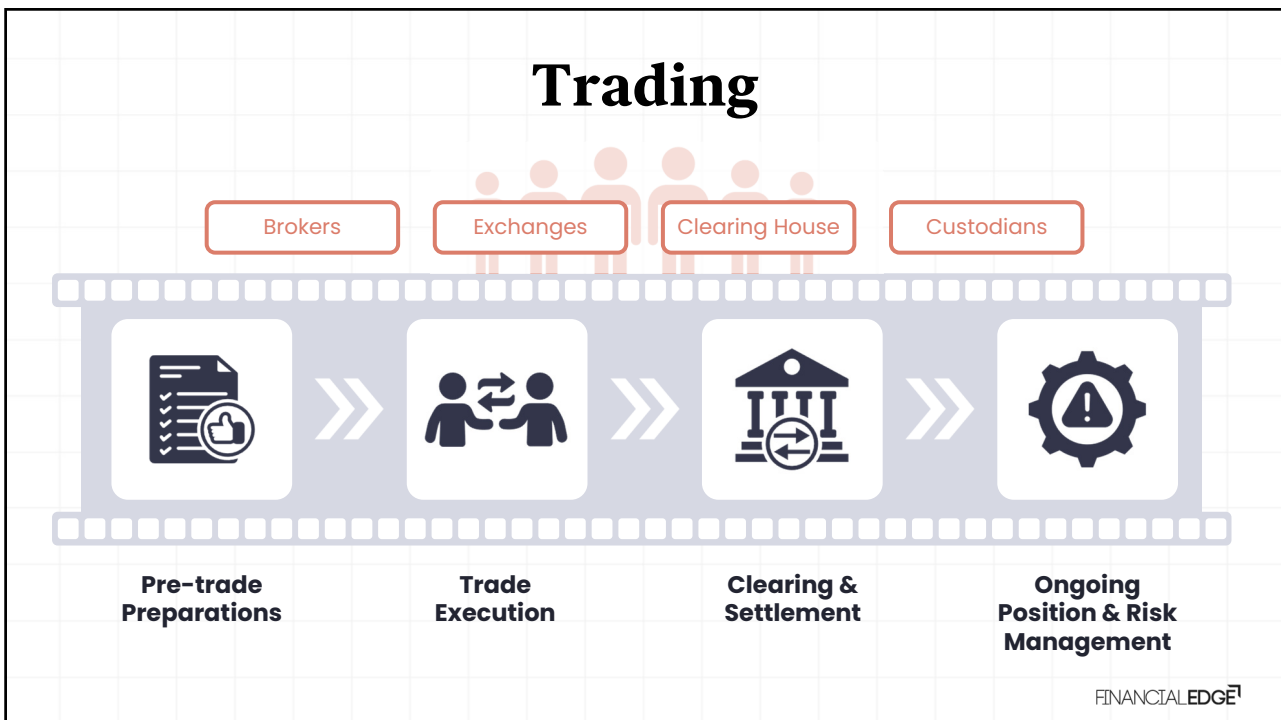 Trading
Brokers
Exchanges
Clearing House
Custodians
Pre-trade
Preparations
Trade
Execution
Clearing &
Settlement
Ongoing
Position & Risk
Management
FINANCIALEDGE